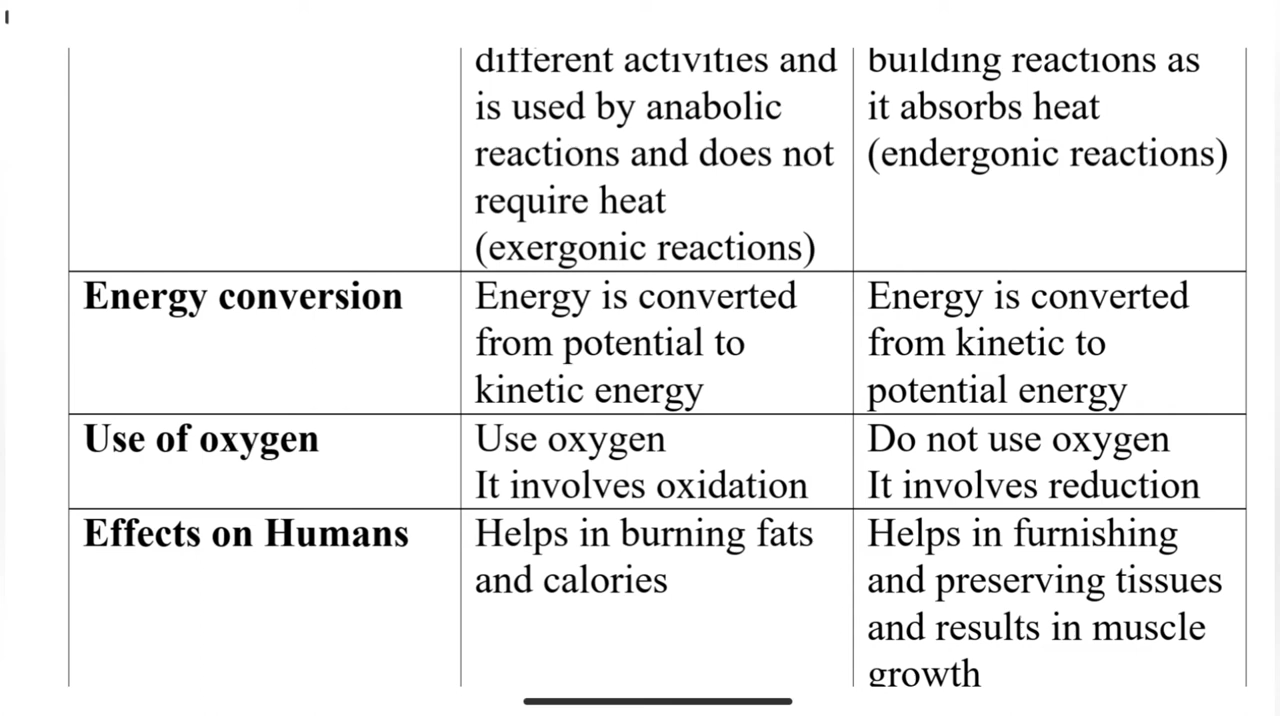 different activities and
is used by anabolic
reactions and does not
require heat
(exergonic reactions)
building reactions as
it absorbs heat
(endergonic reactions)
Energy conversion
Energy is converted
from potential to
kinetic energy
Energy is converted
from kinetic to
potential energy
Use of oxygen
Use oxygen
It involves oxidation
Do not use oxygen
It involves reduction
Effects on Humans
Helps in burning fats
and calories
Helps in furnishing
and preserving tissues
and results in muscle
growth